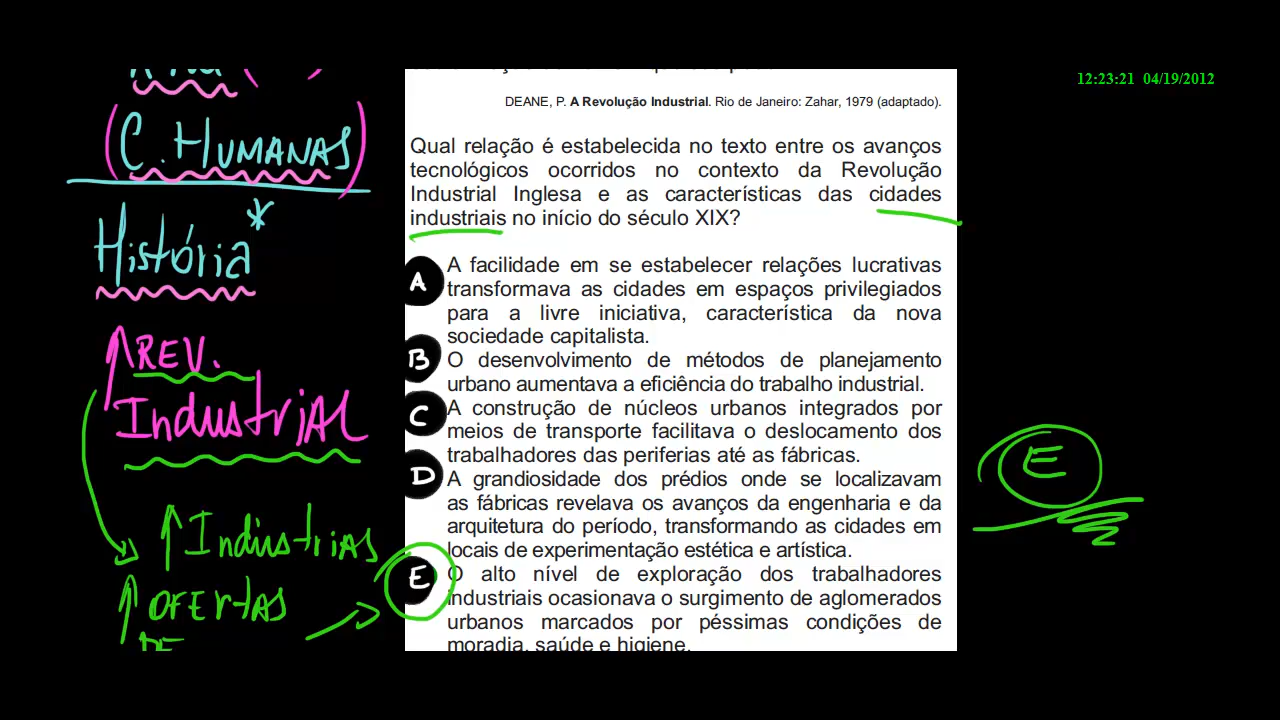 12:23:21 04/19/2012
(C. HUMANAS)
História*
↑REV.
IndustriAL
↑IndústriAS
↑OFErtAS
DE
DEANE, P. A Revolução Industrial. Rio de Janeiro: Zahar, 1979 (adaptado).
Qual relação é estabelecida no texto entre os avanços
tecnológicos ocorridos no contexto da Revolução
Industrial Inglesa e as características das cidades
industriais no início do século XIX?
A A facilidade em se estabelecer relações lucrativas
transformava as cidades em espaços privilegiados
para a livre iniciativa, característica da nova
sociedade capitalista.
B O desenvolvimento de métodos de planejamento
urbano aumentava a eficiência do trabalho industrial.
C A construção de núcleos urbanos integrados por
meios de transporte facilitava o deslocamento dos
trabalhadores das periferias até as fábricas.
D A grandiosidade dos prédios onde se localizavam
as fábricas revelava os avanços da engenharia e da
arquitetura do período, transformando as cidades em
locais de experimentação estética e artística.
E O alto nível de exploração dos trabalhadores
industriais ocasionava o surgimento de aglomerados
urbanos marcados por péssimas condições de
moradia, saúde e higiene.
E